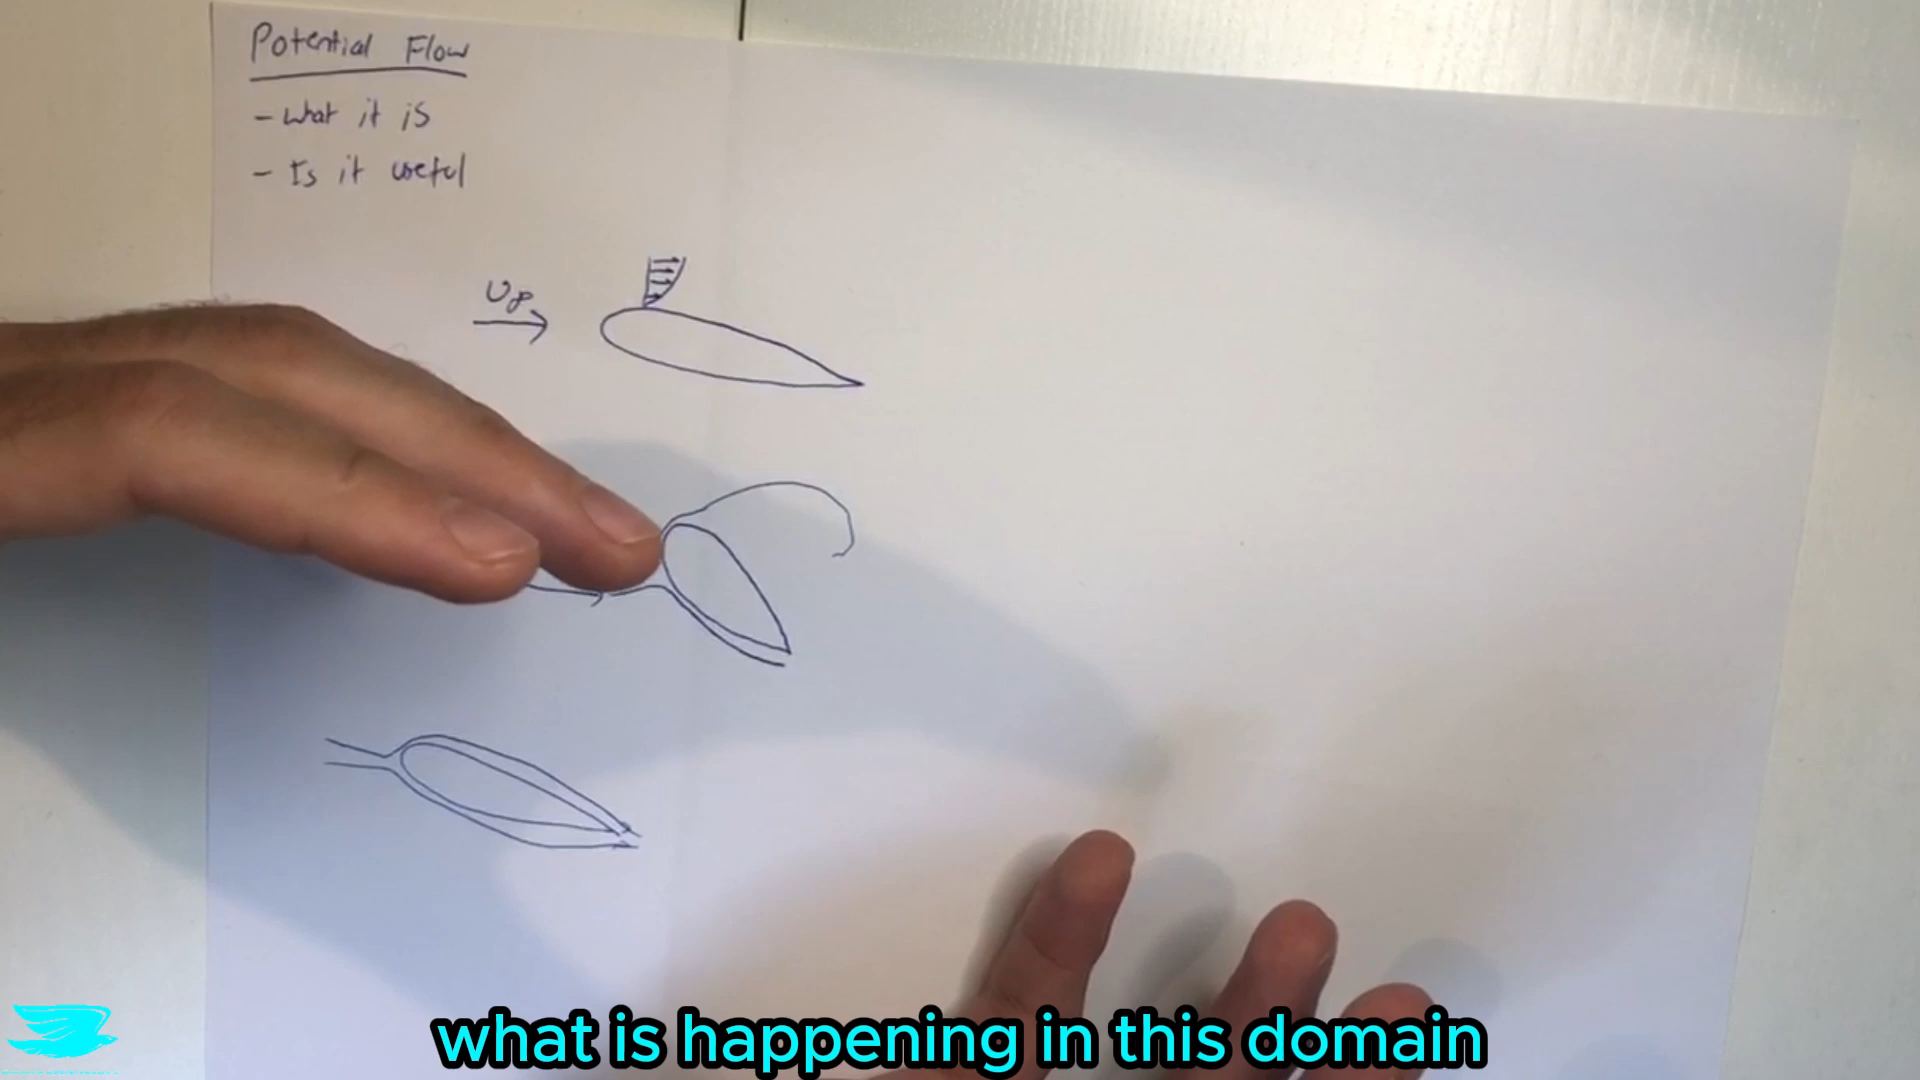 Potential Flow
- What it is
- Is it useful
U∞
what is happening in this domain